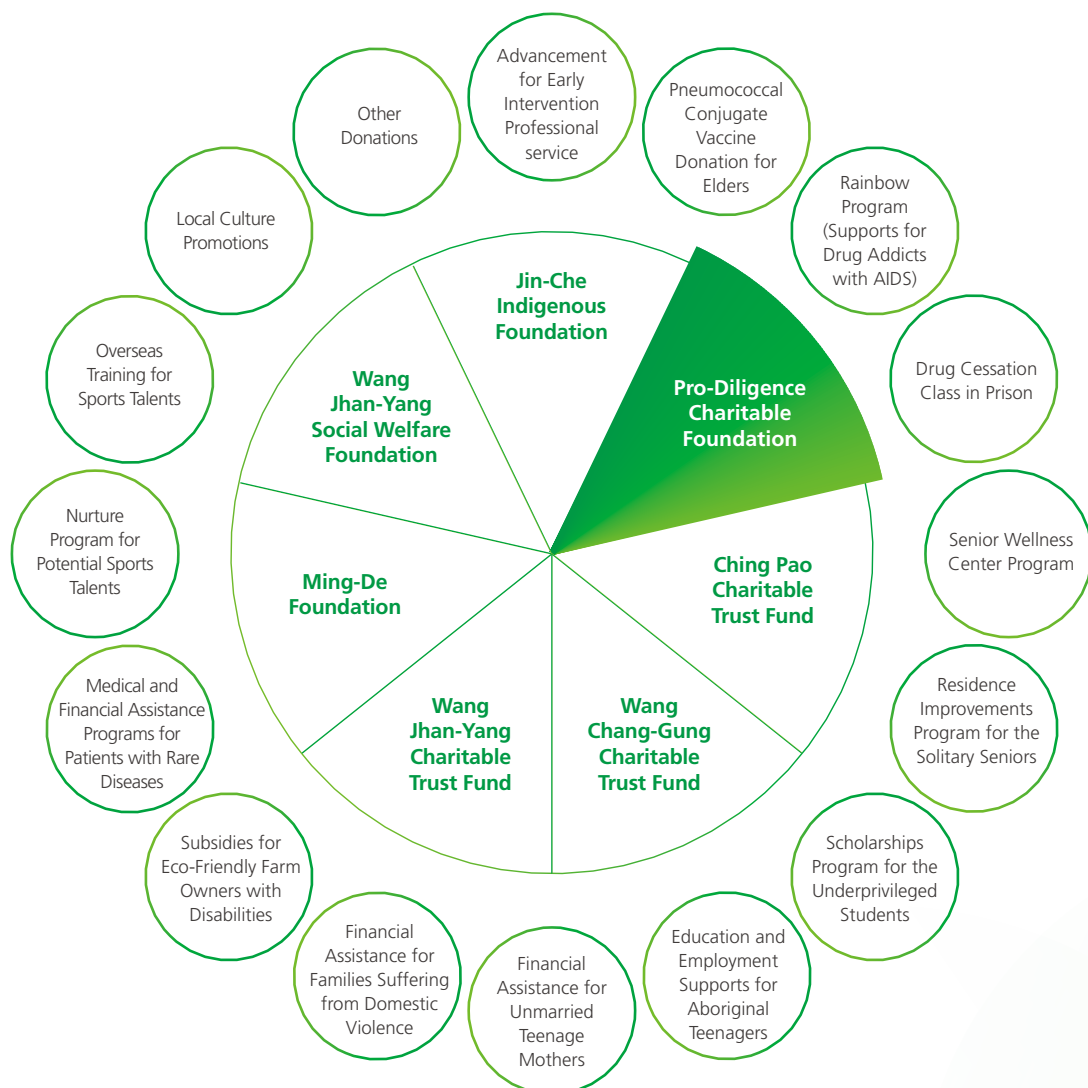 Advancement
for Early
Intervention
Professional
service
Pneumococcal
Conjugate
Vaccine
Donation for
Elders
Rainbow
Program
(Supports for
Drug Addicts
with AIDS)
Drug Cessation
Class in Prison
Senior Wellness
Center Program
Residence
Improvements
Program for the
Solitary Seniors
Scholarships
Program for the
Underprivileged
Students
Education and
Employment
Supports for
Aboriginal
Teenagers
Financial
Assistance for
Unmarried
Teenage
Mothers
Financial
Assistance for
Families Suffering
from Domestic
Violence
Subsidies for
Eco-Friendly Farm
Owners with
Disabilities
Medical and
Financial Assistance
Programs for
Patients with Rare
Diseases
Nurture
Program for
Potential Sports
Talents
Overseas
Training for
Sports Talents
Local Culture
Promotions
Other
Donations
Jin-Che
Indigenous
Foundation
Pro-Diligence
Charitable
Foundation
Ching Pao
Charitable
Trust Fund
Wang
Chang-Gung
Charitable
Trust Fund
Wang
Jhan-Yang
Charitable
Trust Fund
Ming-De
Foundation
Wang
Jhan-Yang
Social Welfare
Foundation